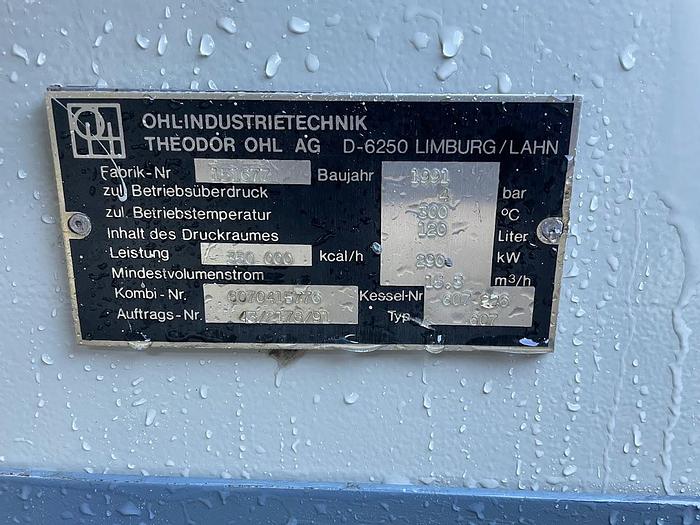 OHL
OHL-INDUSTRIETECHNIK
THEODOR OHL AG D-6250 LIMBURG/LAHN
Fabrik-Nr 151677 Baujahr 1991
zul. Betriebsüberdruck 4 bar
zul. Betriebstemperatur 300 °C
Inhalt des Druckraumes 120 Liter
Leistung kcal/h 290 kW
Mindestvolumenstrom m3/h
Kombi-Nr. Kessel-Nr
Auftrags-Nr. Typ 607